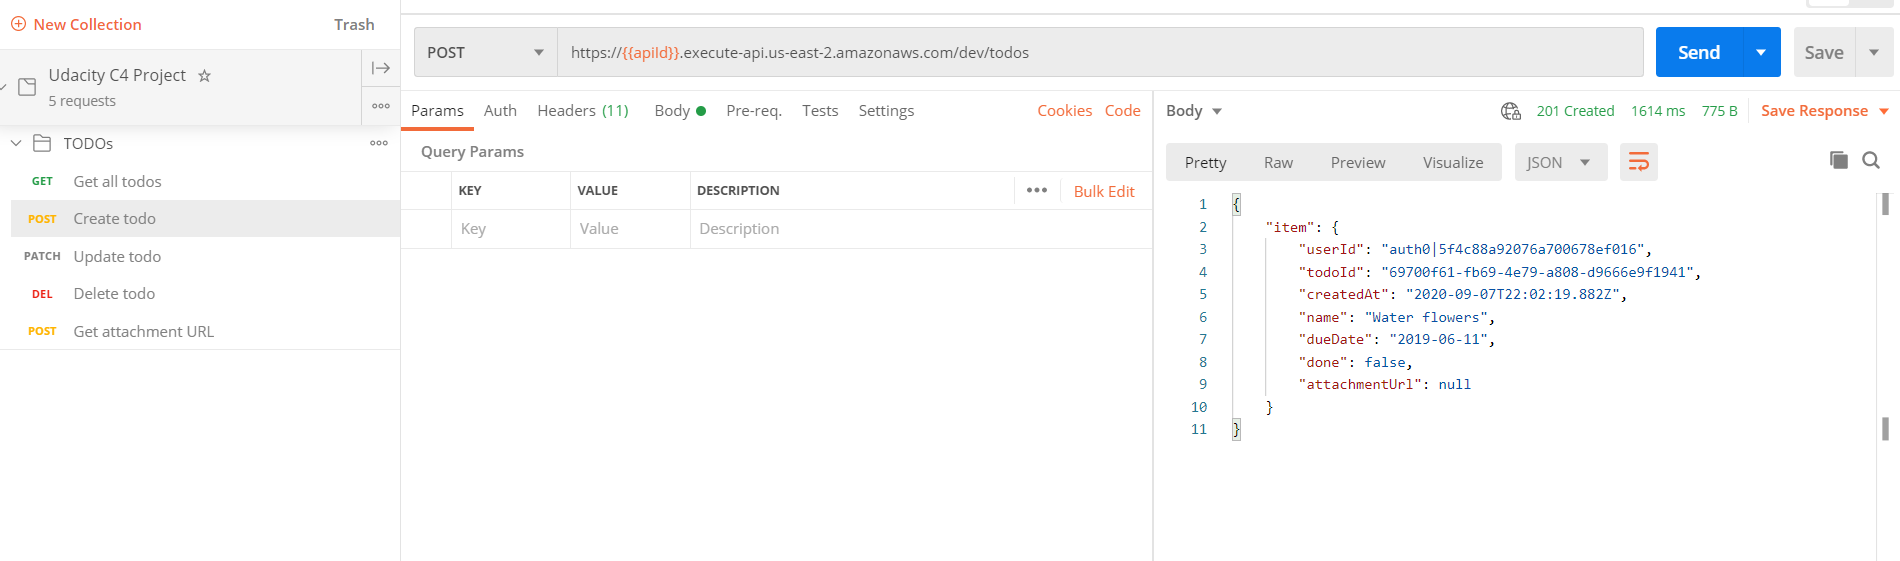 New Collection
Trash
Udacity C4 Project
5 requests
TODOs
GET Get all todos
POST Create todo
PATCH Update todo
DEL Delete todo
POST Get attachment URL
POST
https://{{apiId}}.execute-api.us-east-2.amazonaws.com/dev/todos
Send
Save
Params Auth Headers (11) Body Pre-req. Tests Settings Cookies Code
Query Params
KEY VALUE DESCRIPTION Bulk Edit
Key Value Description
Body 201 Created 1614 ms 775 B Save Response
Pretty Raw Preview Visualize JSON
1 {
2 "item": {
3 "userId": "auth0|5f4c88a92076a700678ef016",
4 "todoId": "69700f61-fb69-4e79-a808-d9666e9f1941",
5 "createdAt": "2020-09-07T22:02:19.882Z",
6 "name": "Water flowers",
7 "dueDate": "2019-06-11",
8 "done": false,
9 "attachmentUrl": null
10 }
11 }